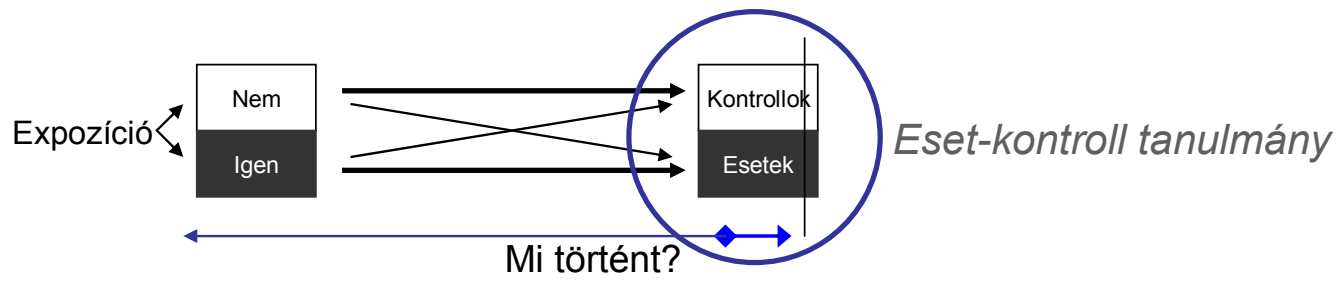 Nem
Kontrollok
Expozíció
Eset-kontroll tanulmány
Igen
Esetek
Mi történt?